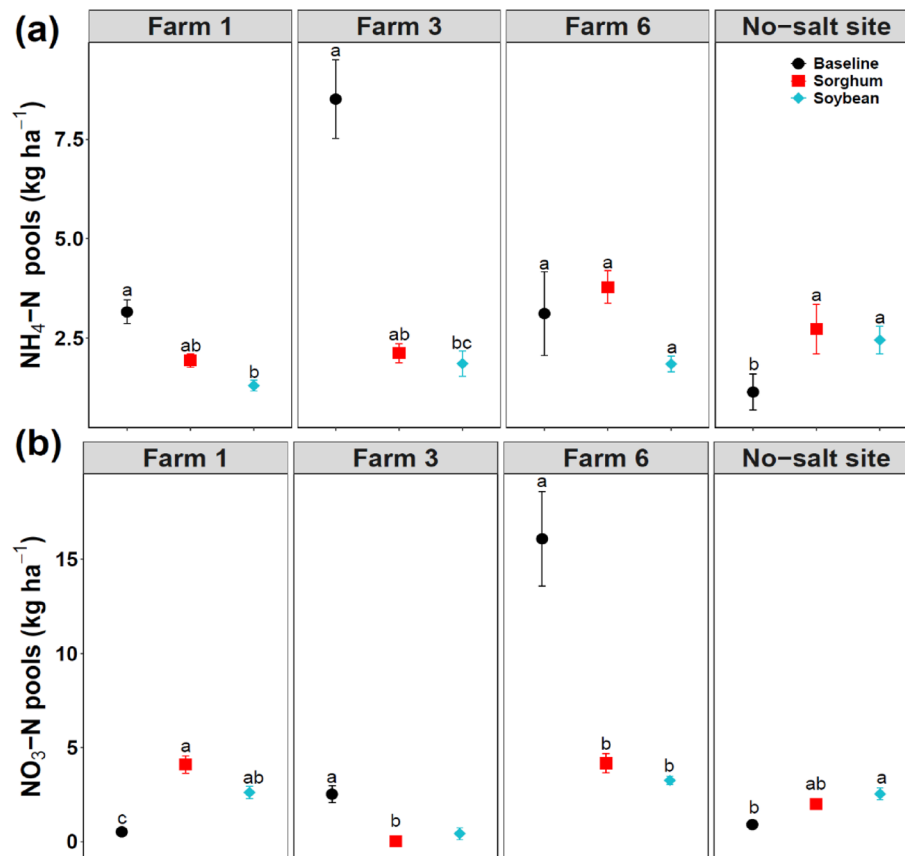 (a)
Farm 1 Farm 3 Farm 6 No−salt site
Baseline
Sorghum
Soybean
NH₄−N pools (kg ha⁻¹)
7.5
5.0
2.5
a ab b
a ab bc
a a a
b a a
(b)
Farm 1 Farm 3 Farm 6 No−salt site
NO₃−N pools (kg ha⁻¹)
15
10
5
0
c a ab
a b
a b b
b ab a